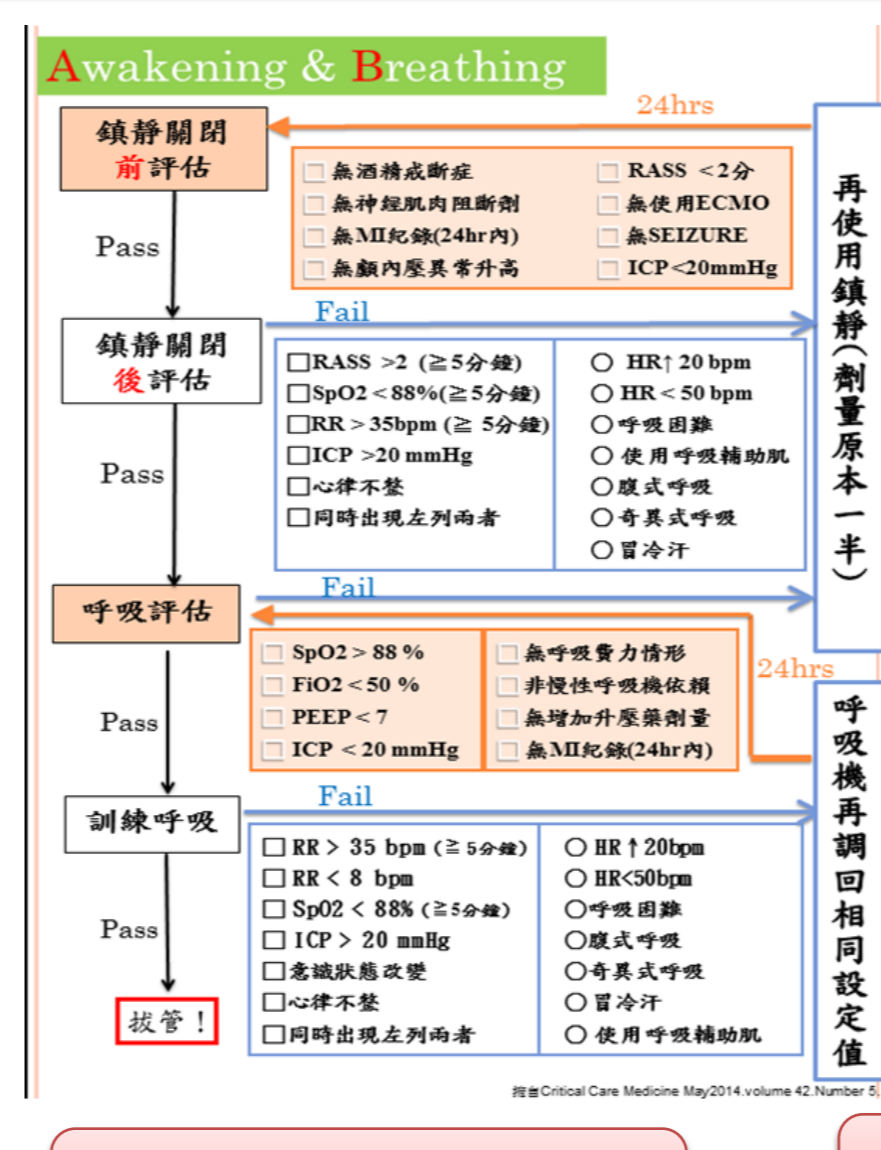 Awakening & Breathing
24hrs
鎮靜關閉
前評估
無酒精戒斷症
無神經肌肉阻斷劑
無MI紀錄(24hr內)
無顱內壓異常升高
RASS <2分
無使用ECMO
無SEIZURE
ICP<20mmHg
再使用鎮靜(劑量原本一半)
Pass
Fail
鎮靜關閉
後評估
RASS >2 (≧5分鐘)
SpO2<88%(≧5分鐘)
RR > 35bpm (≧ 5分鐘)
ICP >20 mmHg
心律不整
同時出現左列兩者
HR↑ 20 bpm
HR < 50 bpm
呼吸困難
使用呼吸輔助肌
腹式呼吸
奇異式呼吸
冒冷汗
Pass
Fail
呼吸評估
SpO2 > 88 %
FiO2 < 50 %
PEEP < 7
ICP < 20 mmHg
無呼吸費力情形
非慢性呼吸機依賴
無增加升壓藥劑量
無MI紀錄(24hr內)
24hrs
呼吸機再調回相同設定值
Pass
Fail
訓練呼吸
RR > 35 bpm (≧ 5分鐘)
RR < 8 bpm
SpO2 < 88% (≧5分鐘)
ICP > 20 mmHg
意識狀態改變
心律不整
同時出現左列兩者
HR ↑ 20bpm
HR<50bpm
呼吸困難
腹式呼吸
奇異式呼吸
冒冷汗
使用呼吸輔助肌
Pass
拔管！
Critical Care Medicine May2014.volume 42.Number 5.